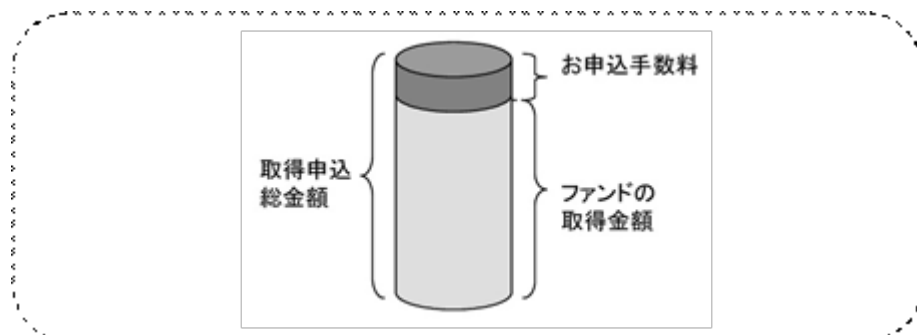 お申込手数料
取得申込
総金額
ファンドの
取得金額